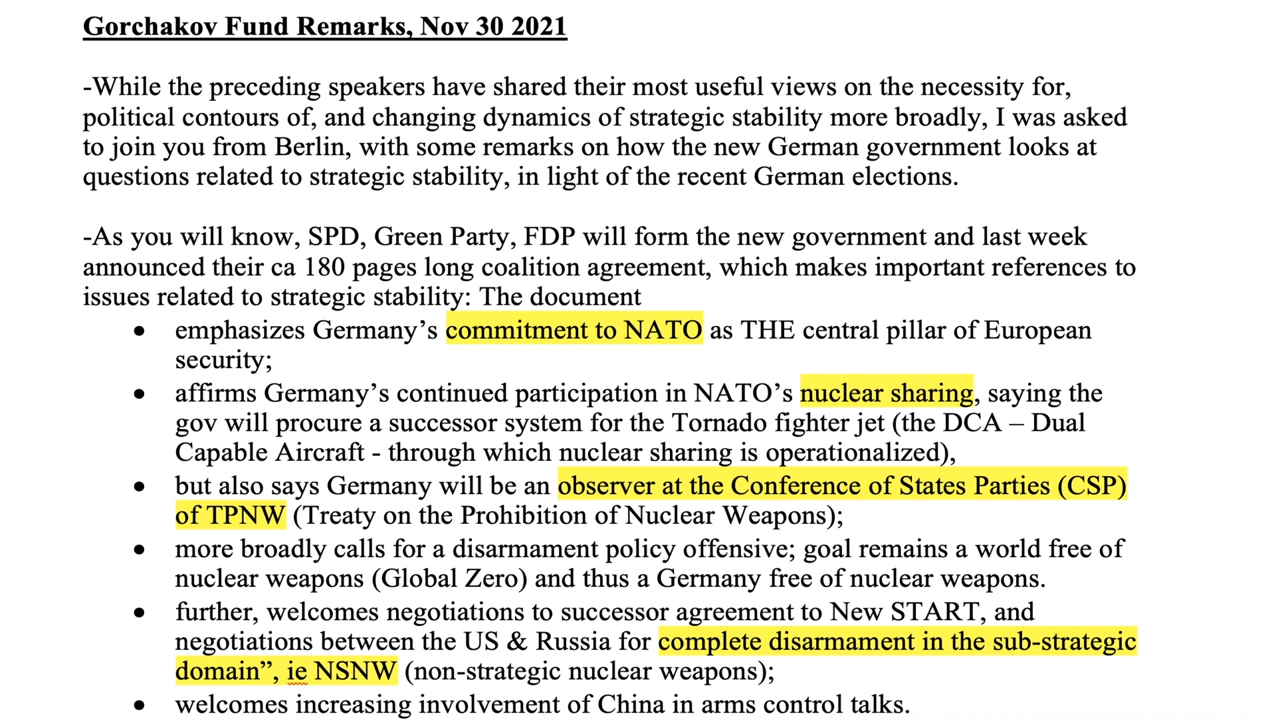 Gorchakov Fund Remarks, Nov 30 2021
-While the preceding speakers have shared their most useful views on the necessity for,
political contours of, and changing dynamics of strategic stability more broadly, I was asked
to join you from Berlin, with some remarks on how the new German government looks at
questions related to strategic stability, in light of the recent German elections.
-As you will know, SPD, Green Party, FDP will form the new government and last week
announced their ca 180 pages long coalition agreement, which makes important references to
issues related to strategic stability: The document
• emphasizes Germany’s commitment to NATO as THE central pillar of European
security;
• affirms Germany’s continued participation in NATO’s nuclear sharing, saying the
gov will procure a successor system for the Tornado fighter jet (the DCA – Dual
Capable Aircraft - through which nuclear sharing is operationalized),
• but also says Germany will be an observer at the Conference of States Parties (CSP)
of TPNW (Treaty on the Prohibition of Nuclear Weapons);
• more broadly calls for a disarmament policy offensive; goal remains a world free of
nuclear weapons (Global Zero) and thus a Germany free of nuclear weapons.
• further, welcomes negotiations to successor agreement to New START, and
negotiations between the US & Russia for complete disarmament in the sub-strategic
domain”, ie NSNW (non-strategic nuclear weapons);
• welcomes increasing involvement of China in arms control talks.